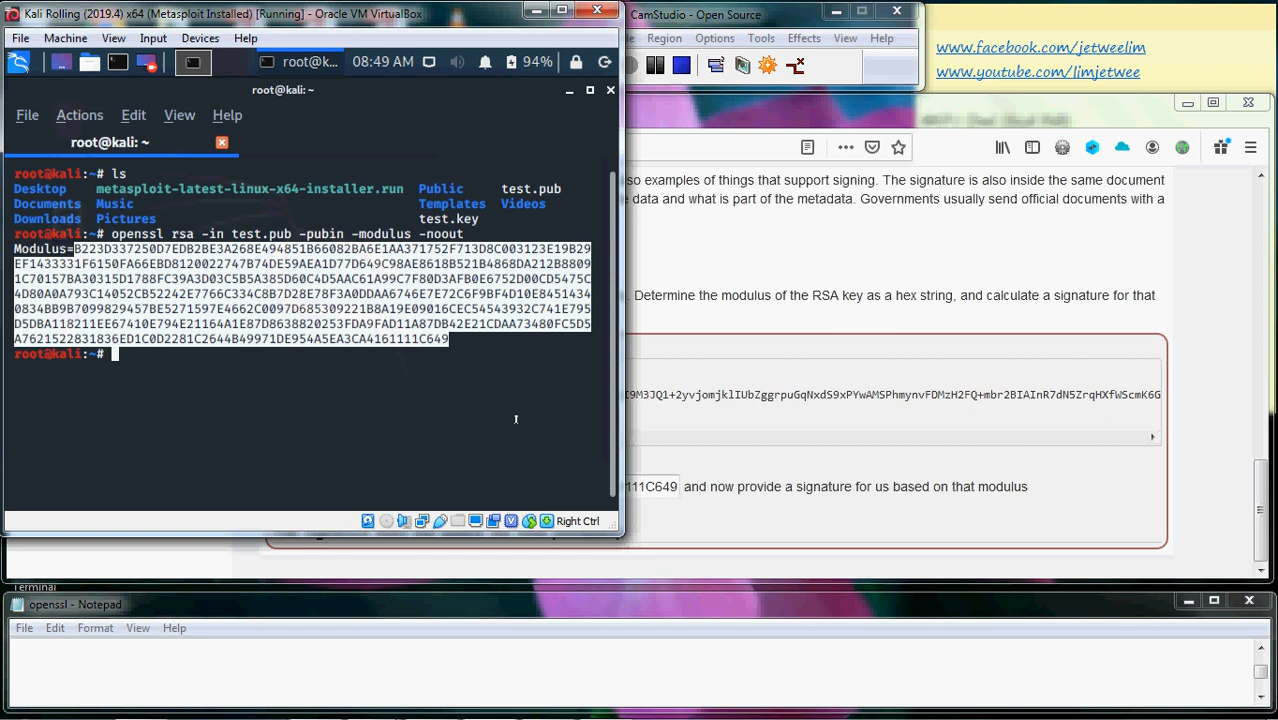 Kali Rolling (2019.4) x64 (Metasploit Installed) [Running] - Oracle VM VirtualBox
File Machine View Input Devices Help
root@k... 08:49 AM 94%
root@kali: ~
File Actions Edit View Help
root@kali: ~
root@kali:~# ls
Desktop metasploit-latest-linux-x64-installer.run Public test.pub
Documents Music Templates Videos
Downloads Pictures test.key
root@kali:~# openssl rsa -in test.pub -pubin -modulus -noout
Modulus=B223D337250D7EDB2BE3A268E494851B66082BA6E1AA371752F713D8C003123E19B29
EF1433331F6150FA66EBD8120022747B74DE59AEA1D77D649C98AE8618B521B4868DA212B8809
1C70157BA30315D1788FC39A3D03C5B5A385D60C4D5AAC61A99C7F80D3AFB0E6752D00CD5475C
4D80A0A793C14052CB52242E7766C334C8B7D28E78F3A0DDAA6746E7E72C6F9BF4D10E8451434
0834BB9B7099829457BE5271597E4662C0097D685309221B8A19E09016CEC54543932C741E795
D5DBA118211EE67410E794E21164A1E87D8638820253FDA9FAD11A87DB42E21CDAA73480FC5D5
A7621522831836ED1C0D2281C2644B49971DE954A5EA3CA4161111C649
root@kali:~#
Right Ctrl
CamStudio - Open Source
Region Options Tools Effects View Help
www.facebook.com/jetweelim
www.youtube.com/limjetwee
so examples of things that support signing. The signature is also inside the same document
e data and what is part of the metadata. Governments usually send official documents with a
. Determine the modulus of the RSA key as a hex string, and calculate a signature for that
I9M3JQ1+2yvjomjklIUbZggrpuGqNxdS9xPYwAMSPhmynvFDMzH2FQ+mbr2BIAInR7dN5ZrqHXfWScmK6G
111C649 and now provide a signature for us based on that modulus
Terminal
openssl - Notepad
File Edit Format View Help